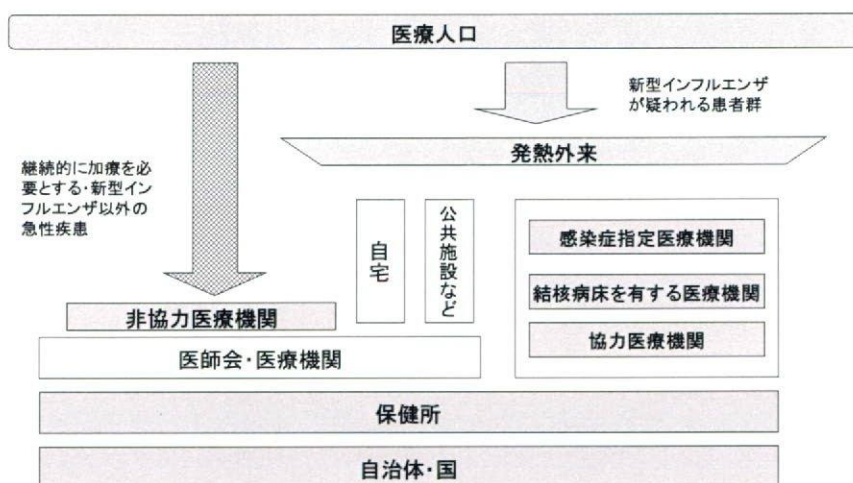 医療人口
新型インフルエンザ
が疑われる患者群
発熱外来
継続的に加療を必
要とする・新型イン
フルエンザ以外の
急性疾患
自宅
公共施設など
感染症指定医療機関
結核病床を有する医療機関
協力医療機関
非協力医療機関
医師会・医療機関
保健所
自治体・国